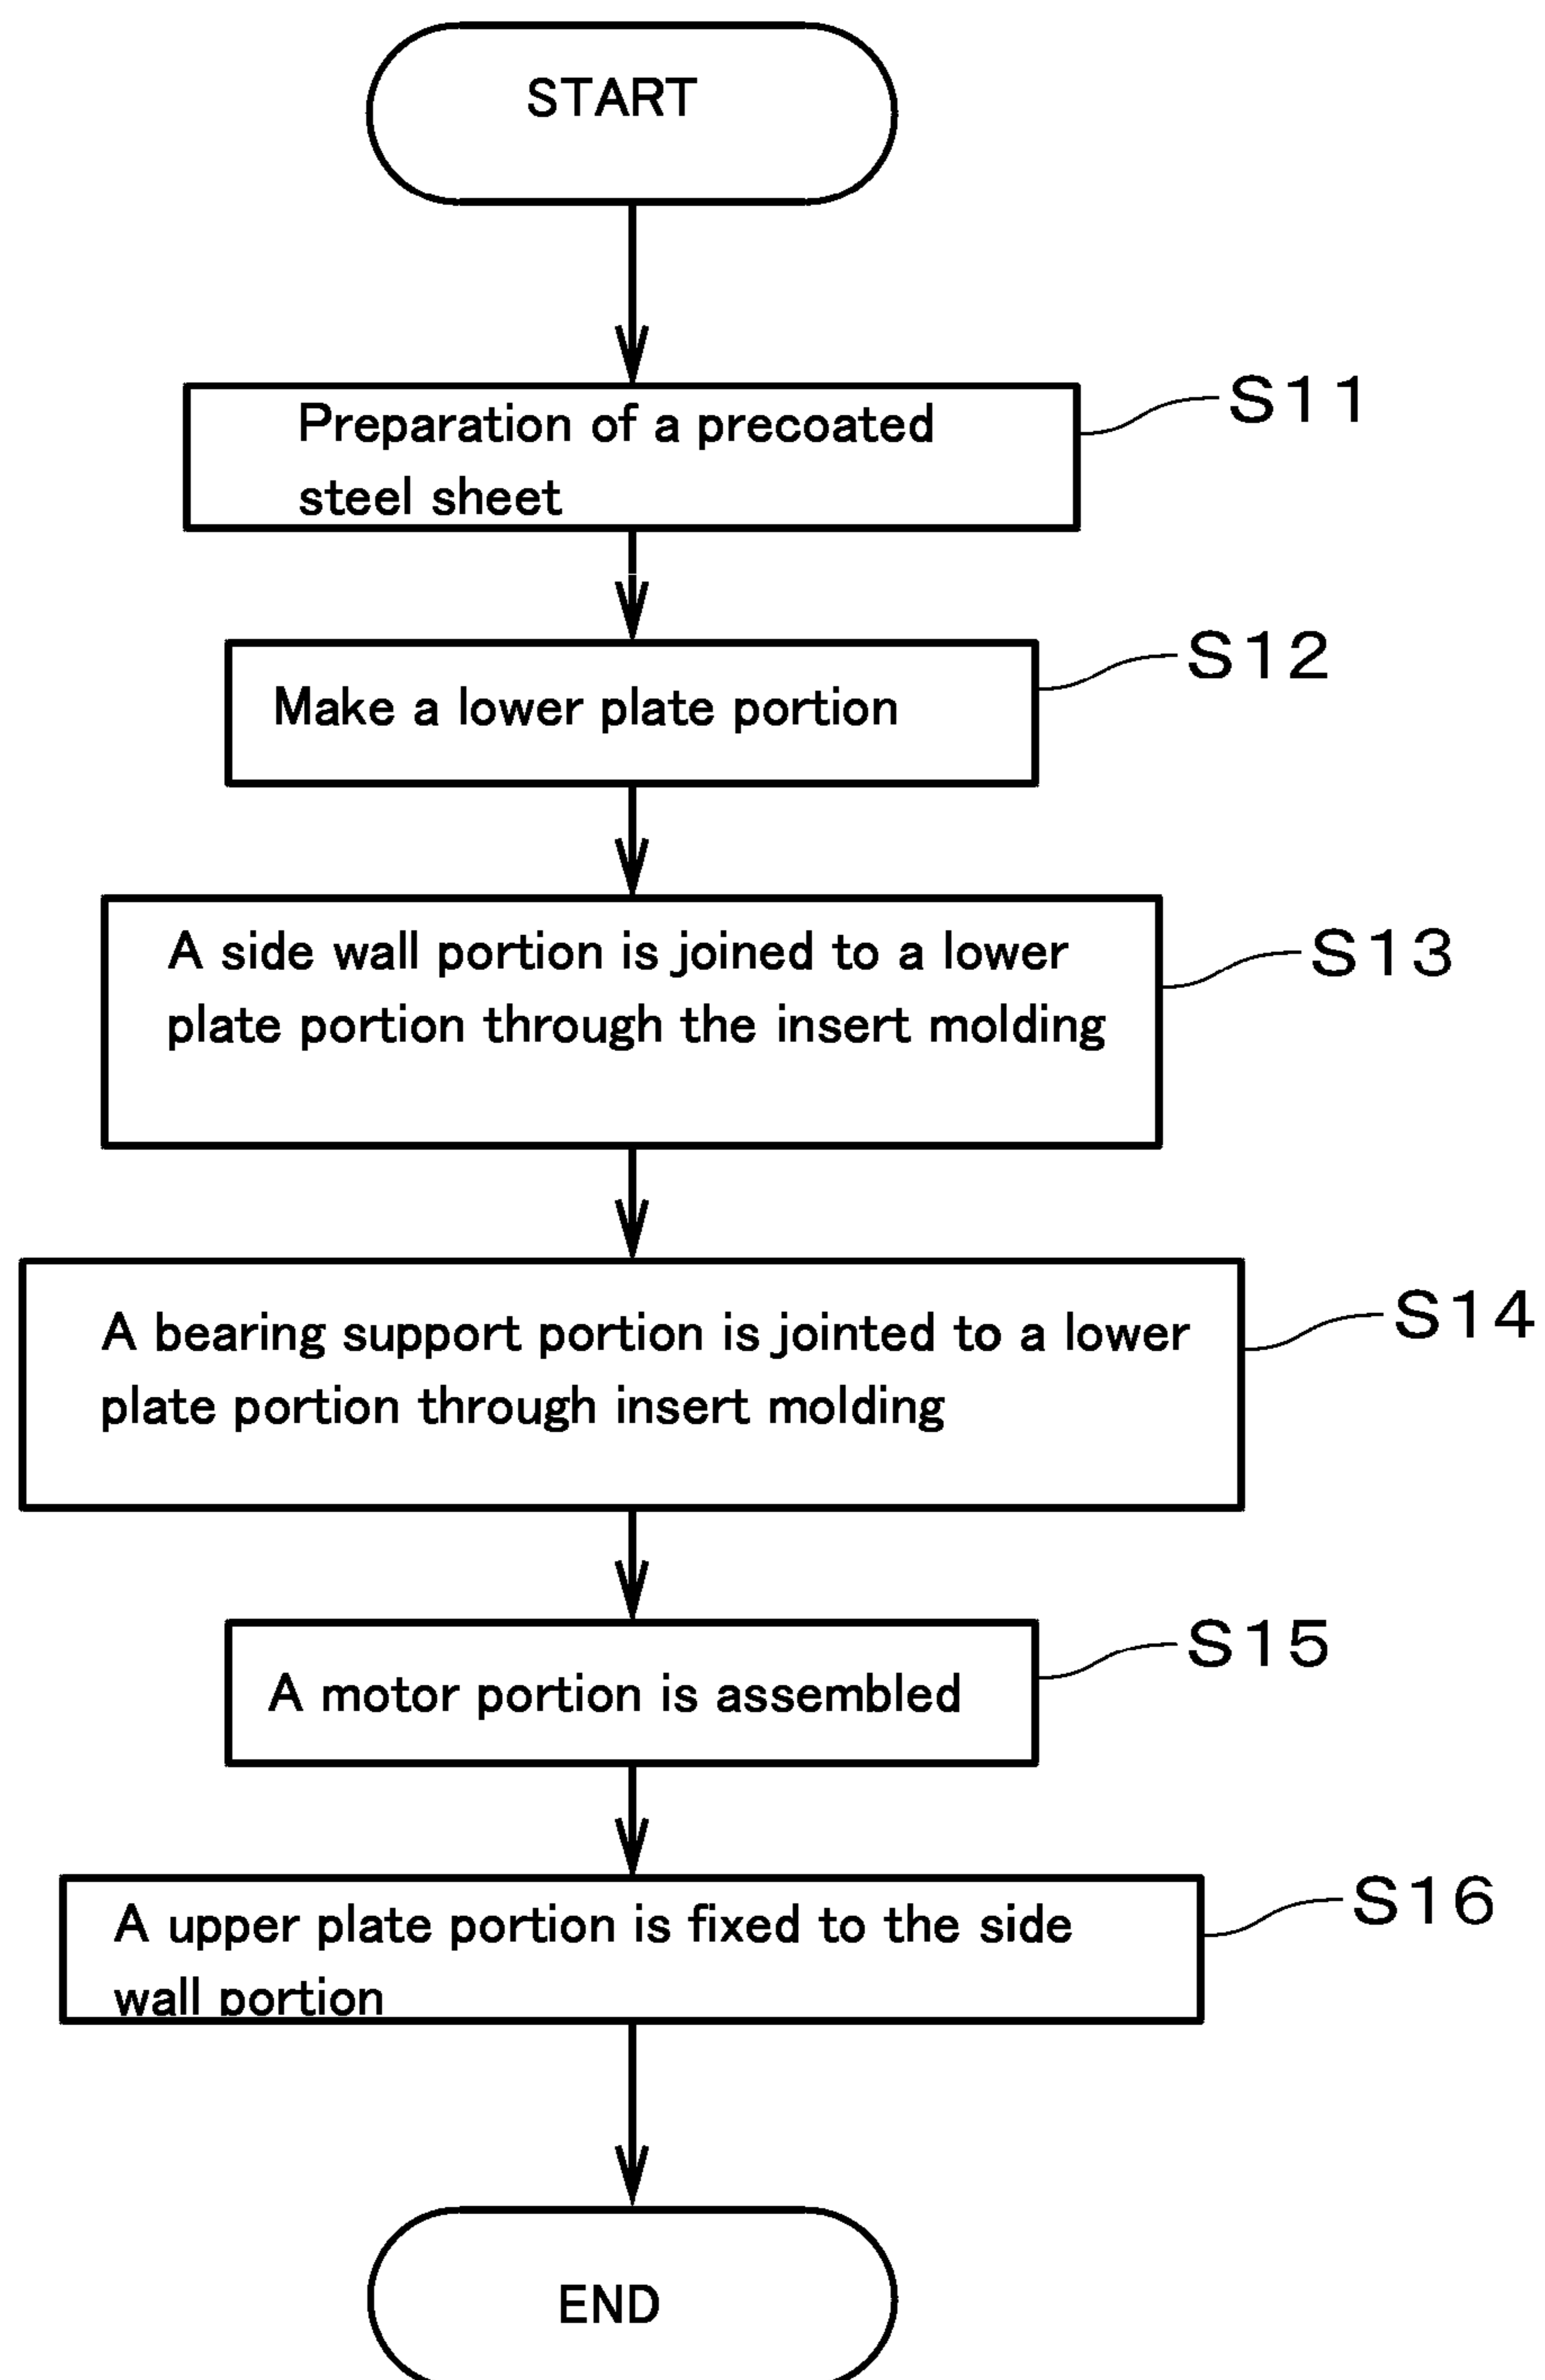 START
Preparation of a precoated
steel sheet
S11
Make a lower plate portion
S12
A side wall portion is joined to a lower
plate portion through the insert molding
S13
A bearing support portion is jointed to a lower
plate portion through insert molding
S14
A motor portion is assembled
S15
A upper plate portion is fixed to the side
wall portion
S16
END